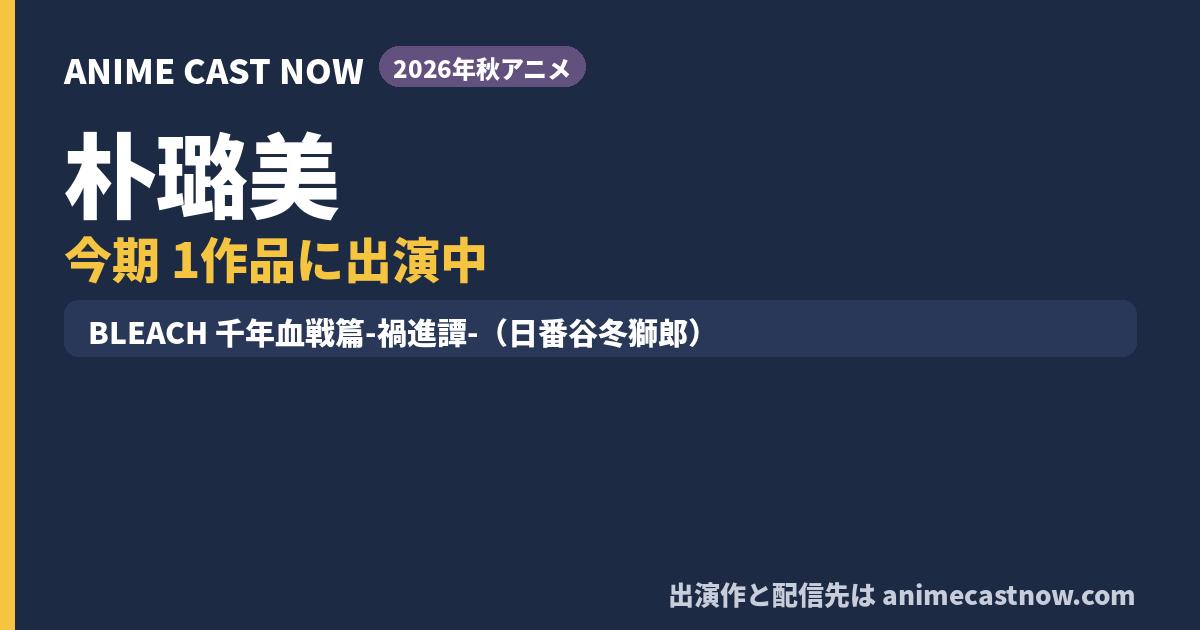 ANIME CAST NOW 2026年秋アニメ
朴璐美
今期 1作品に出演中
BLEACH 千年血戦篇-禍進譚-（日番谷冬獅郎）
出演作と配信先は animecastnow.com